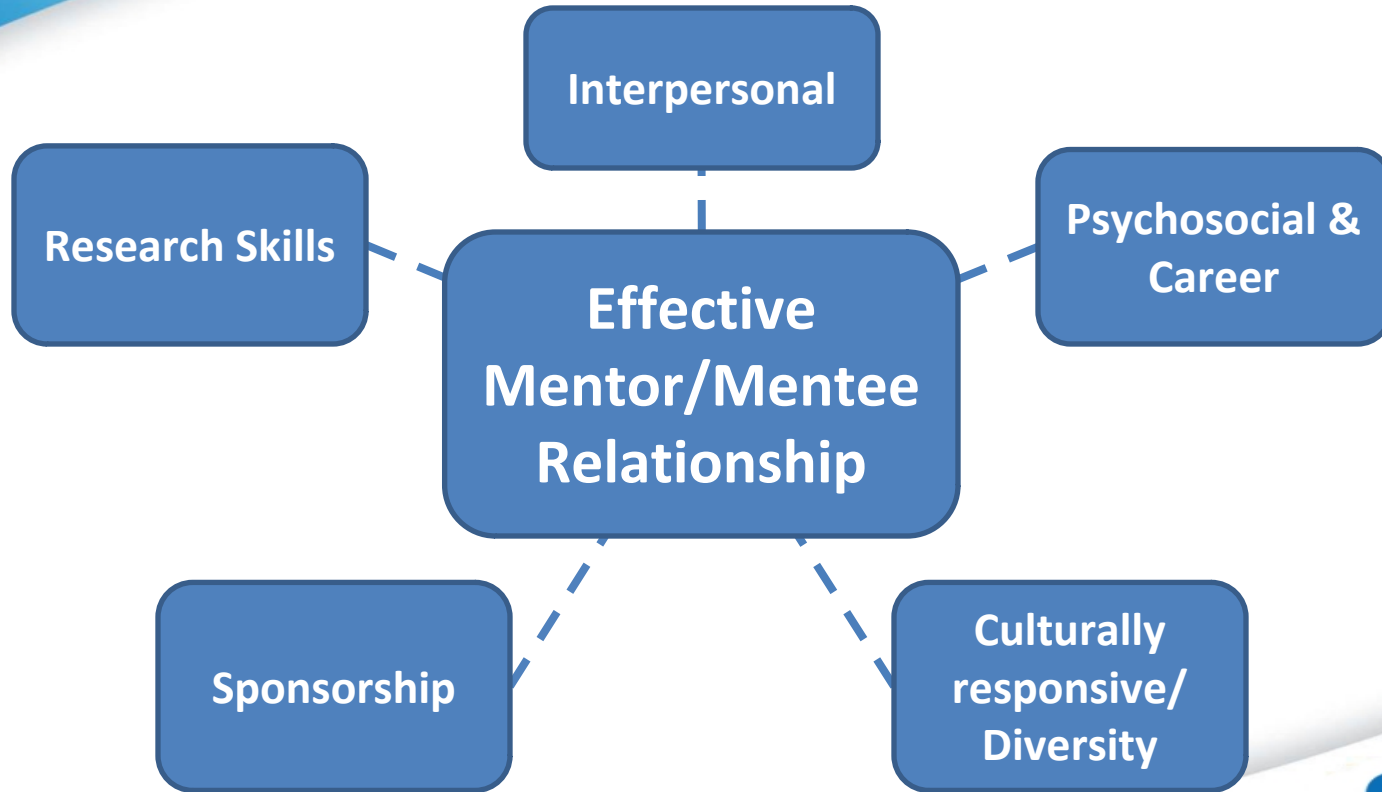 Interpersonal
Research Skills
Psychosocial &
Career
Effective
Mentor/Mentee
Relationship
Sponsorship
Culturally
responsive/
Diversity